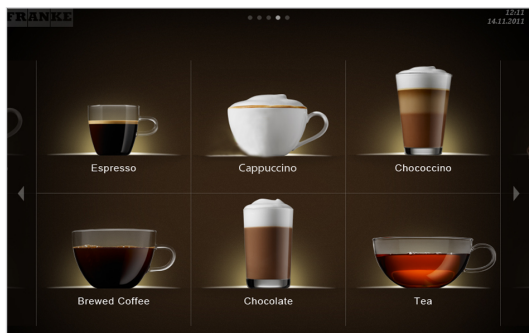 FRANKE
12:11
14.11.2011
Espresso
Cappuccino
Chococcino
Brewed Coffee
Chocolate
Tea